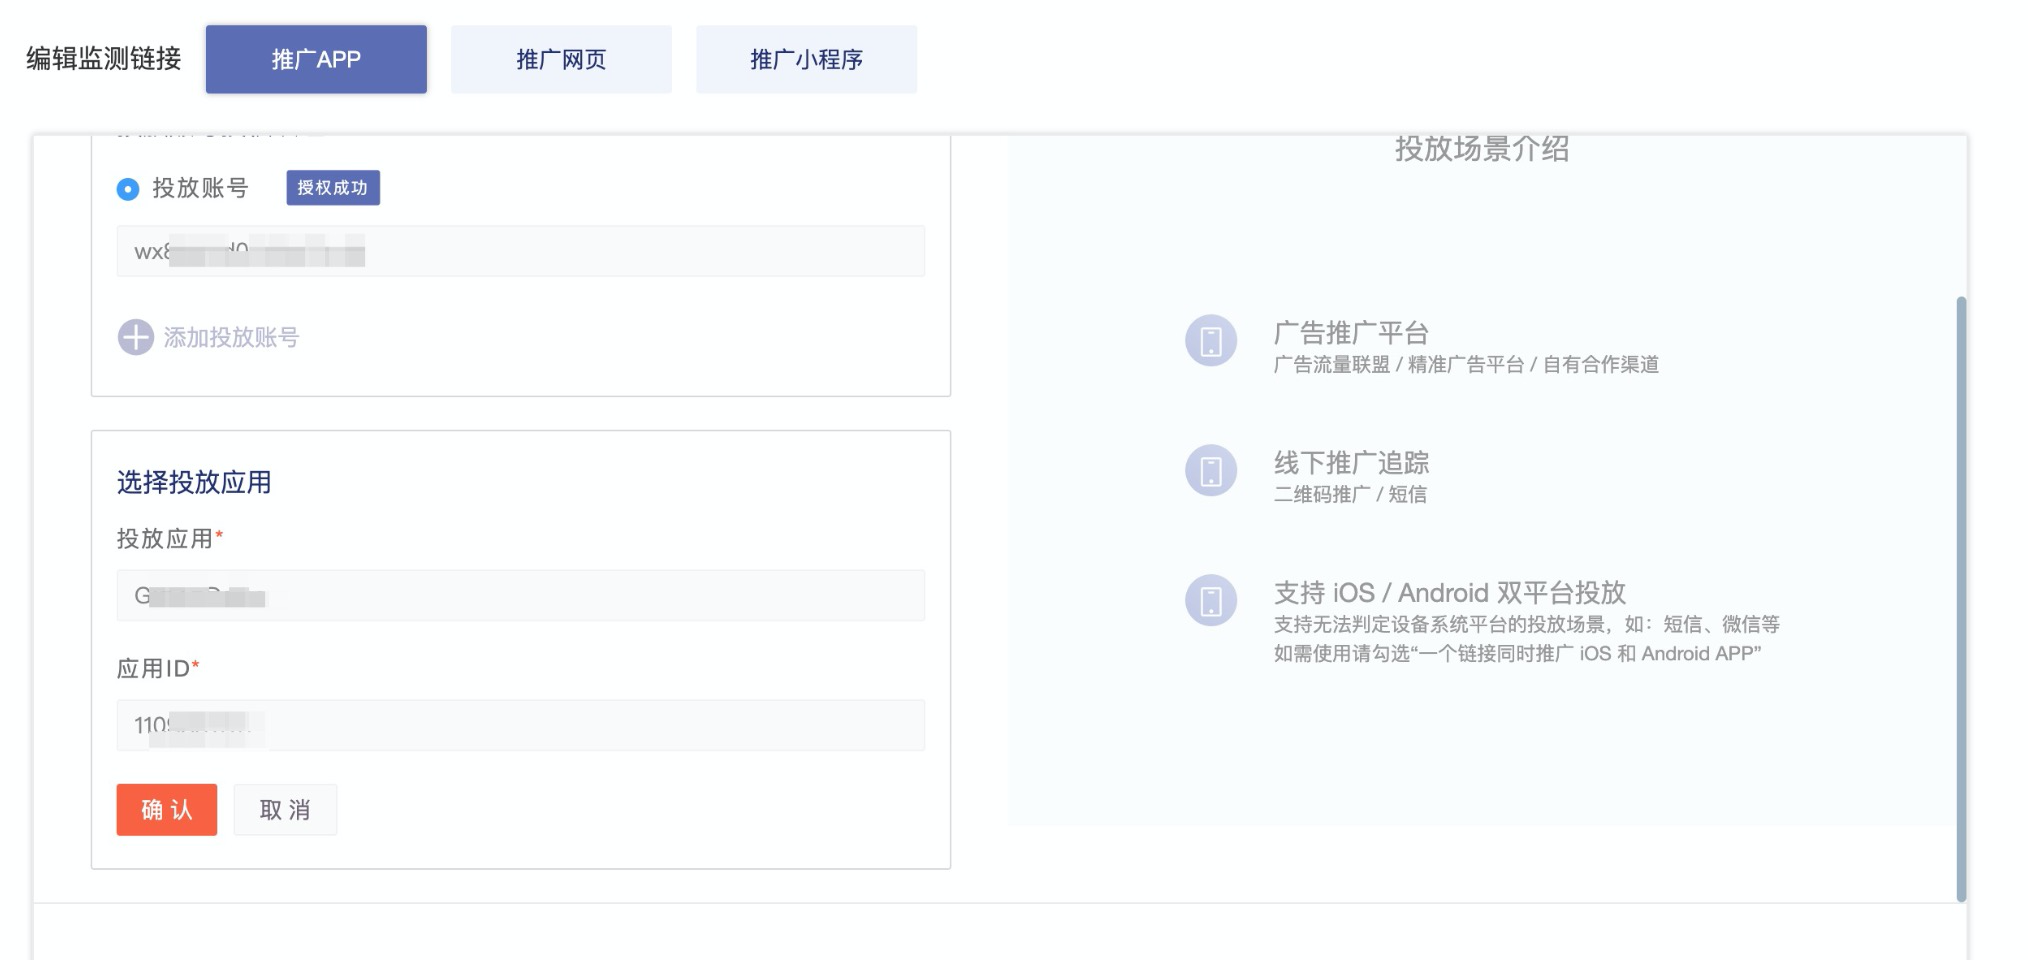 编辑监测链接
推广APP
推广网页
推广小程序
投放账号
授权成功
添加投放账号
选择投放应用
投放应用*
应用ID*
确 认
取 消
投放场景介绍
广告推广平台
广告流量联盟 / 精准广告平台 / 自有合作渠道
线下推广追踪
二维码推广 / 短信
支持 iOS / Android 双平台投放
支持无法判定设备系统平台的投放场景，如：短信、微信等
如需使用请勾选“一个链接同时推广 iOS 和 Android APP”